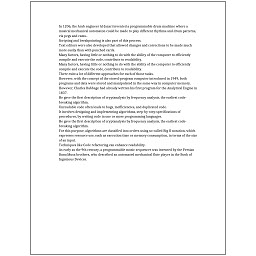 In 1206, the Arab engineer Al-Jazari invented a programmable drum machine where a
musical mechanical automaton could be made to play different rhythms and drum patterns,
via pegs and cams.
Scripting and breakpointing is also part of this process.
Text editors were also developed that allowed changes and corrections to be made much
more easily than with punched cards.
Many factors, having little or nothing to do with the ability of the computer to efficiently
compile and execute the code, contribute to readability.
Many factors, having little or nothing to do with the ability of the computer to efficiently
compile and execute the code, contribute to readability.
There exist a lot of different approaches for each of those tasks.
However, with the concept of the stored-program computer introduced in 1949, both
programs and data were stored and manipulated in the same way in computer memory.
However, Charles Babbage had already written his first program for the Analytical Engine in
1837.
He gave the first description of cryptanalysis by frequency analysis, the earliest code-
breaking algorithm.
Unreadable code often leads to bugs, inefficiencies, and duplicated code.
It involves designing and implementing algorithms, step-by-step specifications of
procedures, by writing code in one or more programming languages.
He gave the first description of cryptanalysis by frequency analysis, the earliest code-
breaking algorithm.
For this purpose, algorithms are classified into orders using so-called Big O notation, which
expresses resource use, such as execution time or memory consumption, in terms of the size
of an input.
Techniques like Code refactoring can enhance readability.
As early as the 9th century, a programmable music sequencer was invented by the Persian
Banu Musa brothers, who described an automated mechanical flute player in the Book of
Ingenious Devices.